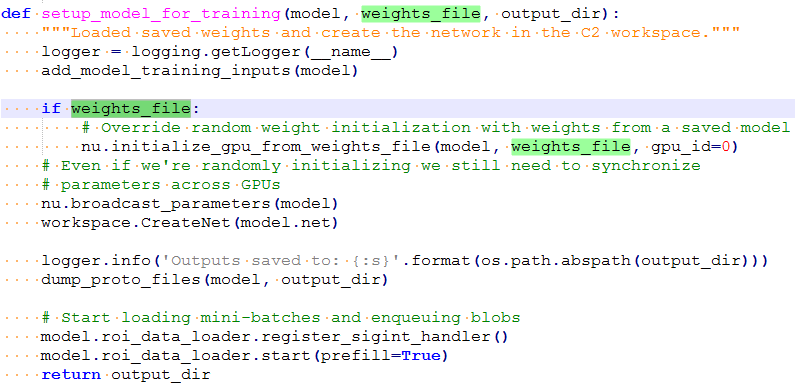 def setup_model_for_training(model, weights_file, output_dir):
    """Loaded saved weights and create the network in the C2 workspace."""
    logger = logging.getLogger(__name__)
    add_model_training_inputs(model)

    if weights_file:
        # Override random weight initialization with weights from a saved model
        nu.initialize_gpu_from_weights_file(model, weights_file, gpu_id=0)
    # Even if we're randomly initializing we still need to synchronize
    # parameters across GPUs
    nu.broadcast_parameters(model)
    workspace.CreateNet(model.net)

    logger.info('Outputs saved to: {:s}'.format(os.path.abspath(output_dir)))
    dump_proto_files(model, output_dir)

    # Start loading mini-batches and enqueuing blobs
    model.roi_data_loader.register_sigint_handler()
    model.roi_data_loader.start(prefill=True)
    return output_dir